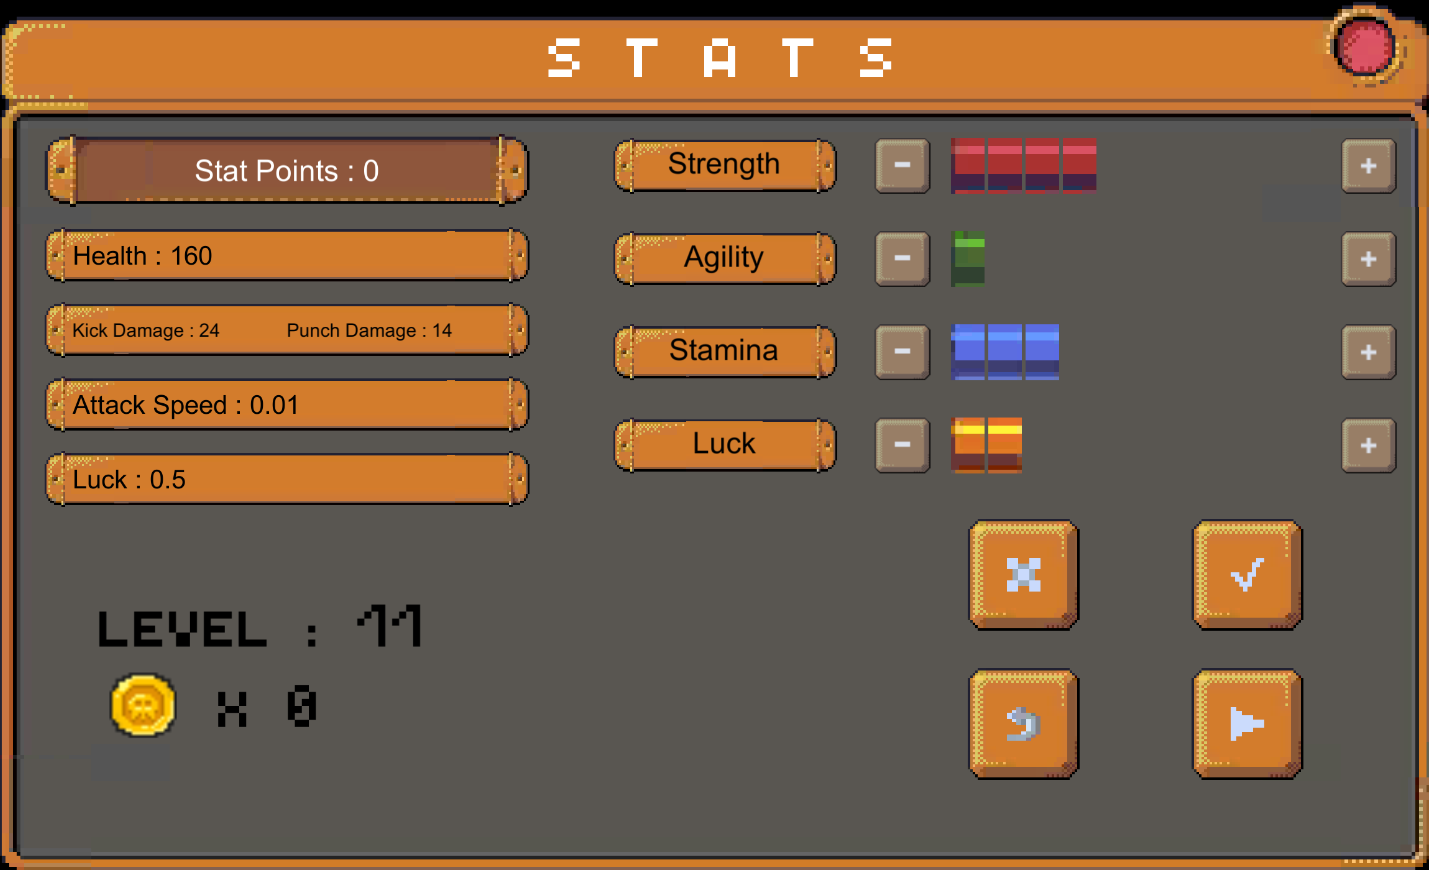 S T A T S
Stat Points : 0
Health : 160
Kick Damage : 24 Punch Damage : 14
Attack Speed : 0.01
Luck : 0.5
Strength - +
Agility - +
Stamina - +
Luck - +
LEVEL : 11
x 0